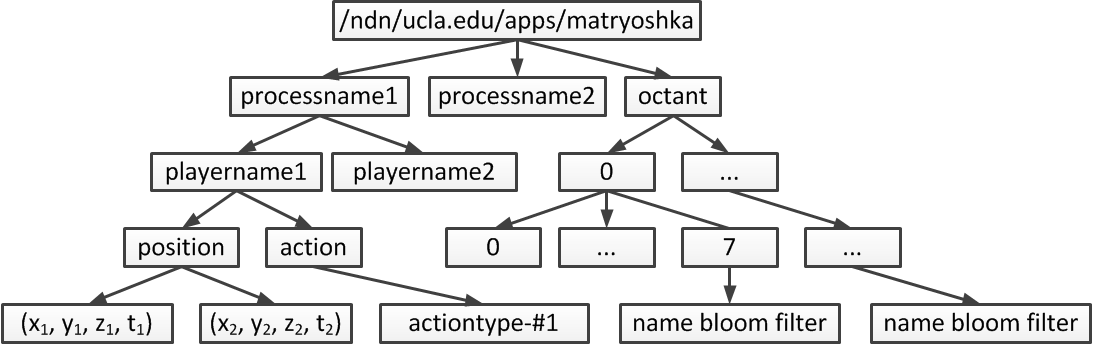 /ndn/ucla.edu/apps/matryoshka
processname1
processname2
octant
playername1
playername2
0
...
position
action
0
...
7
...
(x₁, y₁, z₁, t₁)
(x₂, y₂, z₂, t₂)
actiontype-#1
name bloom filter
name bloom filter